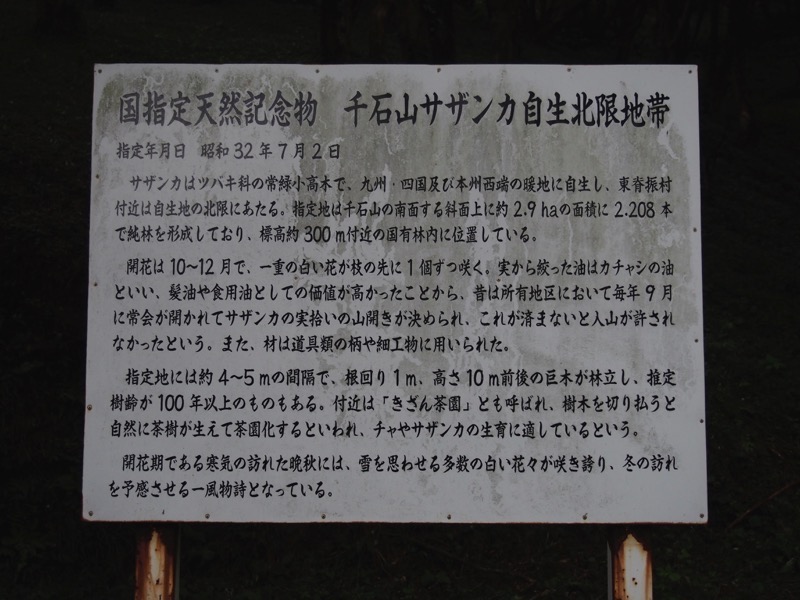 国指定天然記念物　千石山サザンカ自生北限地帯
指定年月日　昭和32年7月2日
サザンカはツバキ科の常緑小高木で、九州・四国及び本州西端の暖地に自生し、東脊振村
付近は自生地の北限にあたる。指定地は千石山の南面する斜面上に約2.9haの面積に2.208本
で純林を形成しており、標高約300m付近の国有林内に位置している。
開花は10~12月で、一重の白い花が枝の先に1個ずつ咲く。実から絞った油はカチャシの油
といい、髪油や食用油としての価値が高かったことから、昔は所有地区において毎年9月
に常会が開かれてサザンカの実拾いの山開きが決められ、これが済まないと入山が許され
なかったという。また、材は道具類の柄や細工物に用いられた。
指定地には約4~5mの間隔で、根回り1m、高さ10m前後の巨木が林立し、推定
樹齢が100年以上のものもある。付近は「きざん茶園」とも呼ばれ、樹木を切り払うと
自然に茶樹が生えて茶園化するといわれ、チャやサザンカの生育に適しているという。
開花期である寒気の訪れた晩秋には、雪を思わせる多数の白い花々が咲き誇り、冬の訪れ
を予感させる一風物詩となっている。